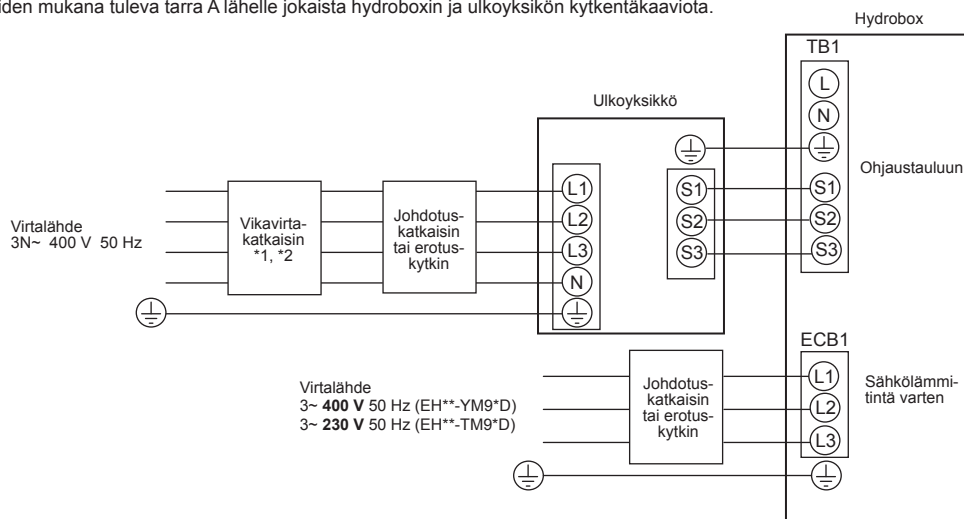 iden mukana tuleva tarra A lähelle jokaista hydroboxin ja ulkoyksikön kytkentäkaaviota.
Hydrobox
TB1
L
N
Ohjaustauluun
S1
S2
S3
Ulkoyksikkö
S1
S2
S3
L1
L2
L3
N
Virtalähde
3N~ 400 V 50 Hz
Vikavirta-
katkaisin
*1, *2
Johdotus-
katkaisin
tai erotus-
kytkin
ECB1
L1
L2
L3
Sähkölämmi-
tintä varten
Virtalähde
3~ 400 V 50 Hz (EH**-YM9*D)
3~ 230 V 50 Hz (EH**-TM9*D)
Johdotus-
katkaisin
tai erotus-
kytkin